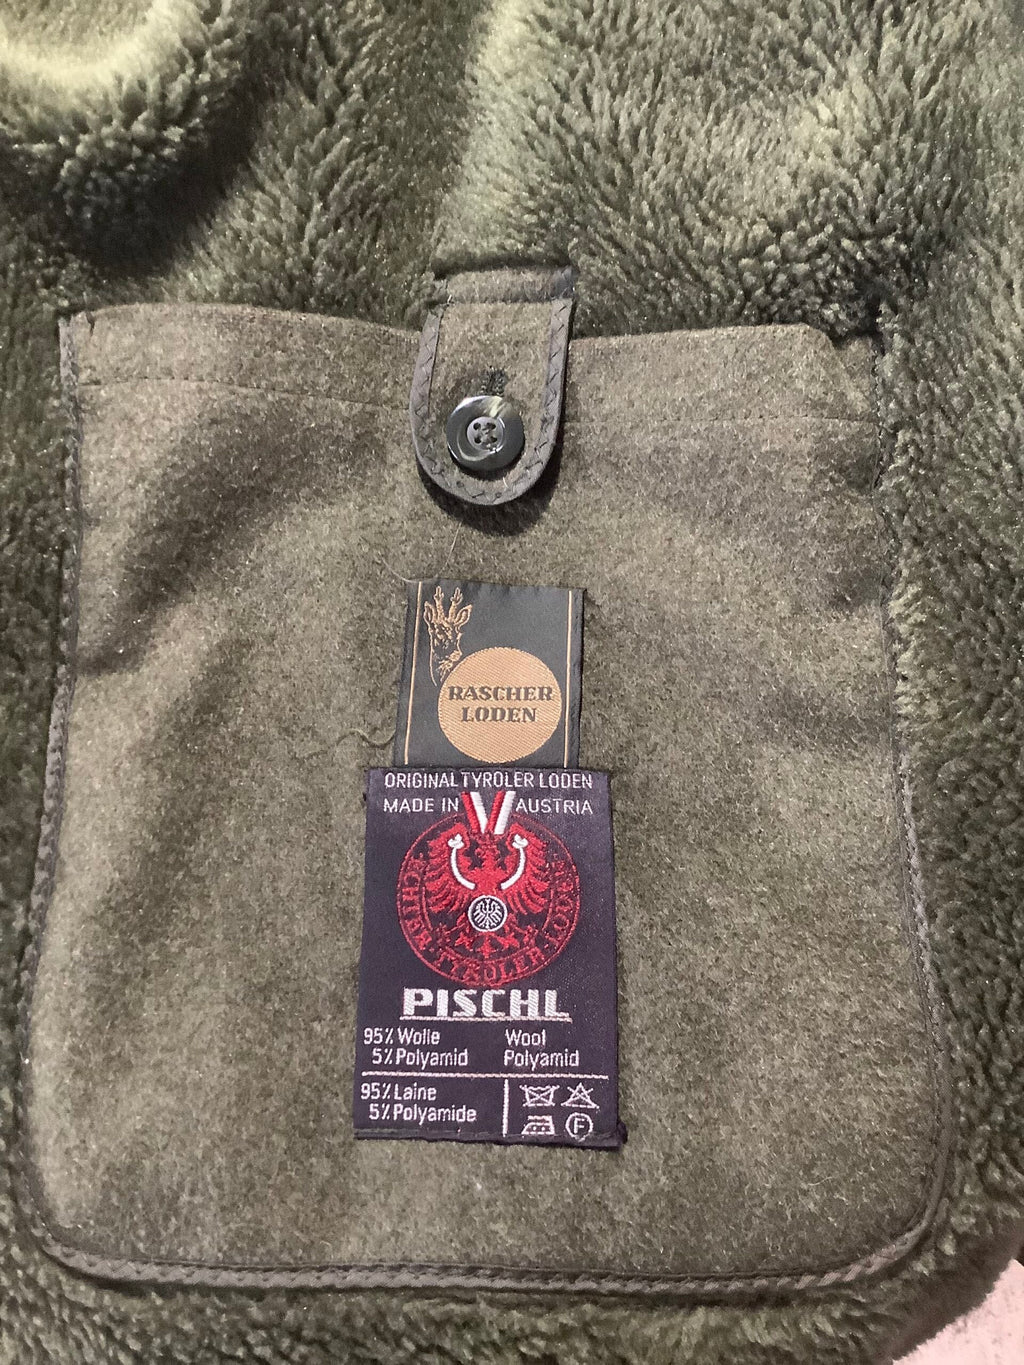 RASCHER
LODEN
ORIGINAL TYROLER LODEN
MADE IN AUSTRIA
ECHTER TYROLER LODEN
PISCHL
95% Wolle Wool
5% Polyamid Polyamid
95% Laine
5% Polyamide
F